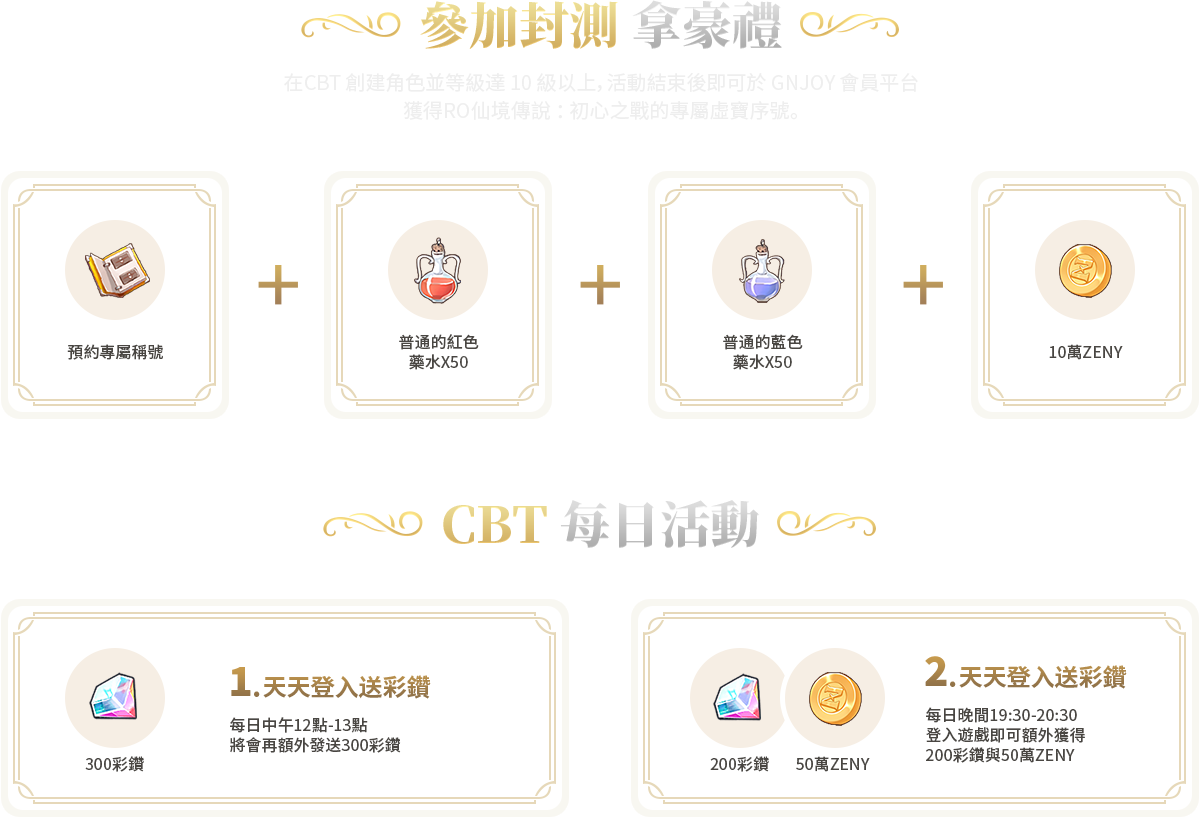 參加封測 拿豪禮
在CBT 創建角色並等級達 10 級以上，活動結束後即可於 GNJOY 會員平台
獲得RO仙境傳說：初心之戰的專屬虛寶序號。
預約專屬稱號
普通的紅色
藥水X50
普通的藍色
藥水X50
10萬ZENY
CBT 每日活動
1.天天登入送彩鑽
每日中午12點-13點
將會再額外發送300彩鑽
300彩鑽
2.天天登入送彩鑽
每日晚間19:30-20:30
登入遊戲即可額外獲得
200彩鑽與50萬ZENY
200彩鑽
50萬ZENY